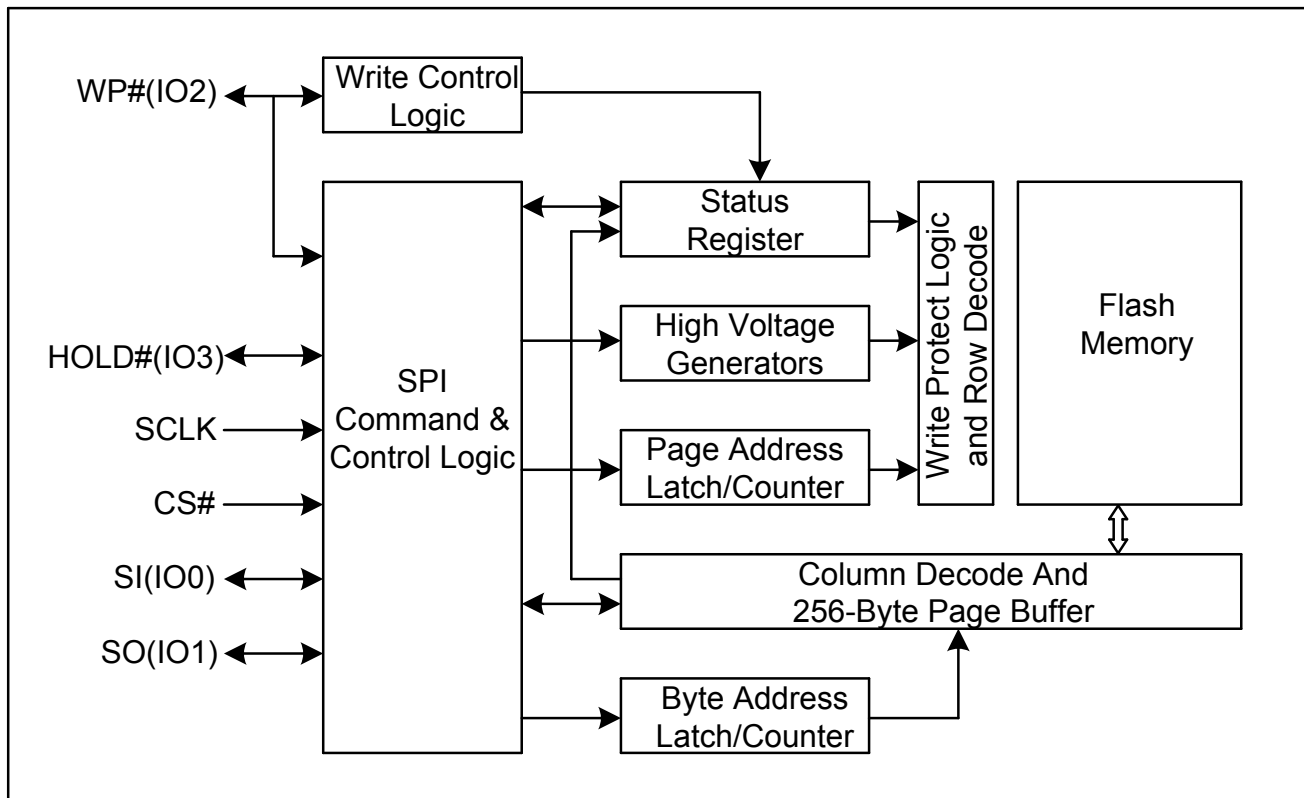 WP#(IO2)
Write Control
Logic
Status
Register
Write Protect Logic
and Row Decode
Flash
Memory
HOLD#(IO3)
High Voltage
Generators
SPI
Command &
Control Logic
SCLK
Page Address
Latch/Counter
CS#
SI(IO0)
Column Decode And
256-Byte Page Buffer
SO(IO1)
Byte Address
Latch/Counter